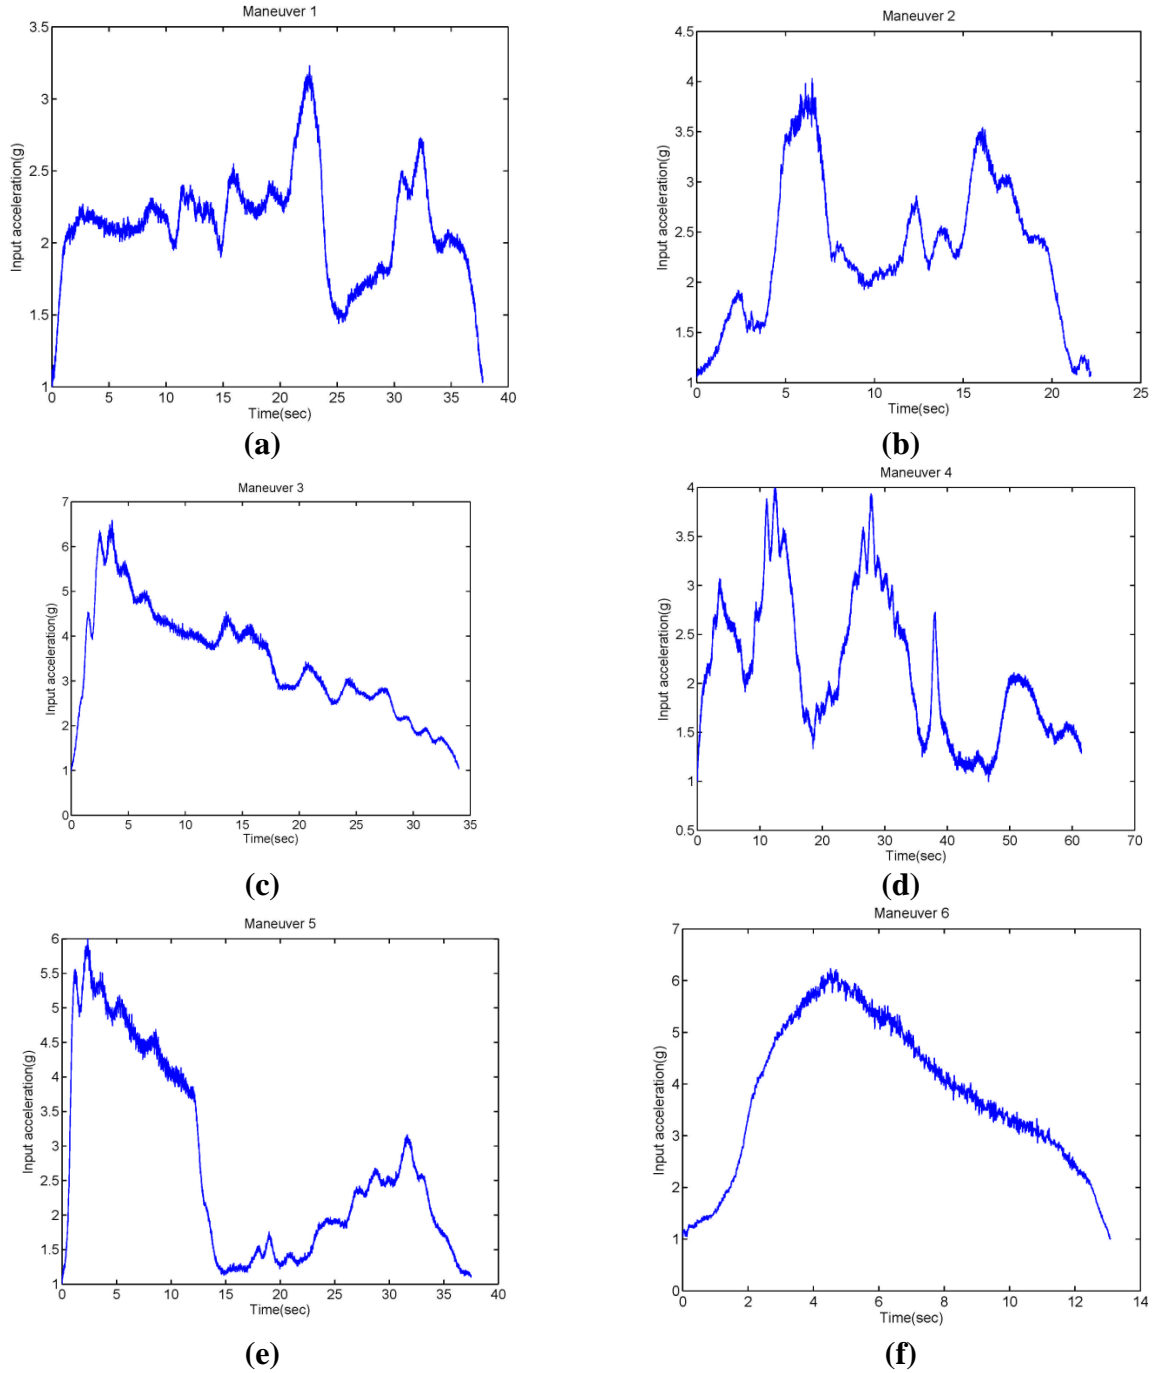 Maneuver 1
3.5
3
2.5
2
1.5
1
Input acceleration(g)
0 5 10 15 20 25 30 35 40
Time(sec)
(a)
Maneuver 2
4.5
4
3.5
3
2.5
2
1.5
1
Input acceleration(g)
0 5 10 15 20 25
Time(sec)
(b)
Maneuver 3
7
6
5
4
3
2
1
0
Input acceleration(g)
0 5 10 15 20 25 30 35
Time(sec)
(c)
Maneuver 4
4
3.5
3
2.5
2
1.5
1
0.5
Input acceleration(g)
0 10 20 30 40 50 60 70
Time(sec)
(d)
Maneuver 5
6
5.5
5
4.5
4
3.5
3
2.5
2
1.5
1
Input acceleration(g)
0 5 10 15 20 25 30 35 40
Time(sec)
(e)
Maneuver 6
7
6
5
4
3
2
1
0
Input acceleration(g)
0 2 4 6 8 10 12 14
Time(sec)
(f)